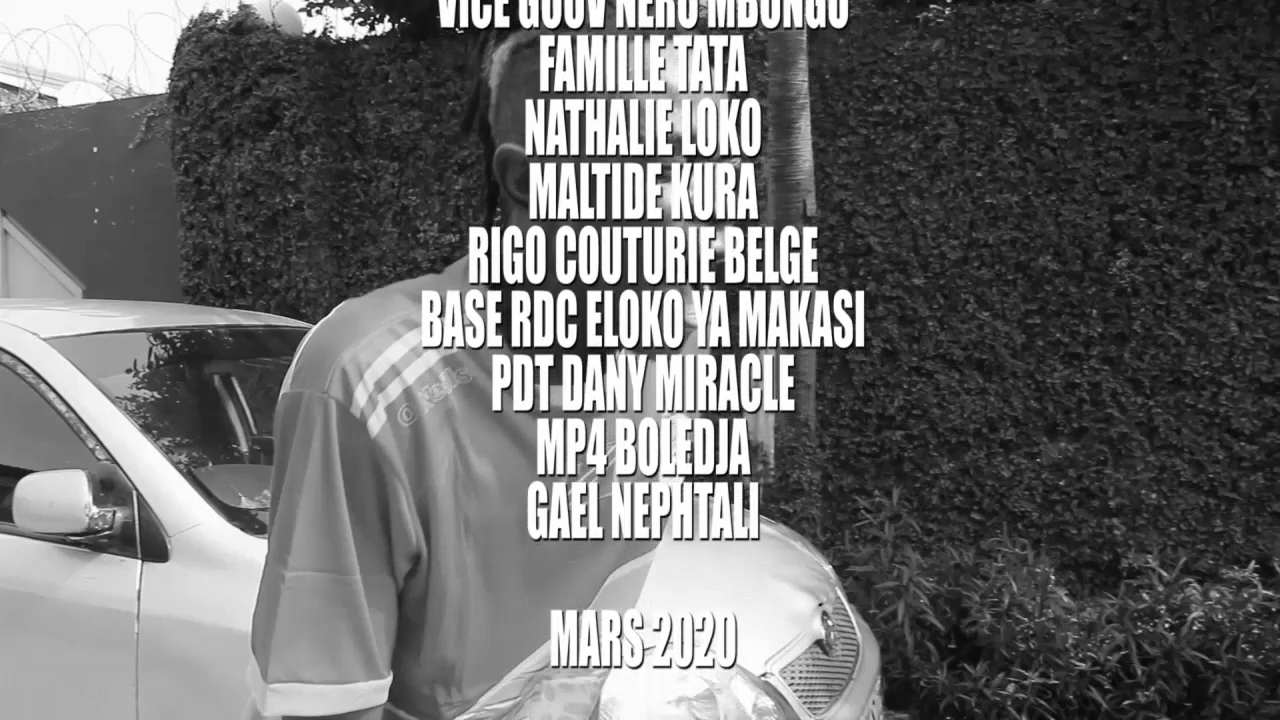 VICE GOUV NERO MBONGO
FAMILLE TATA
NATHALIE LOKO
MALTIDE KURA
RIGO COUTURIE BELGE
BASE RDC ELOKO YA MAKASI
PDT DANY MIRACLE
MP4 BOLEDJA
GAEL NEPHTALI
MARS 2020